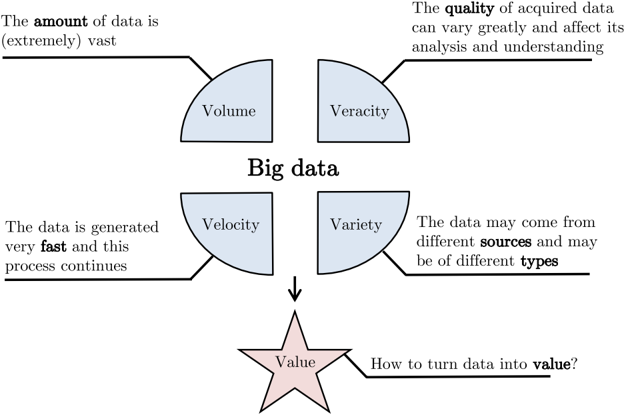 The amount of data is
(extremely) vast
The quality of acquired data
can vary greatly and affect its
analysis and understanding
Volume
Veracity
Big data
Velocity
Variety
The data is generated
very fast and this
process continues
The data may come from
different sources and may
be of different types
Value
How to turn data into value?